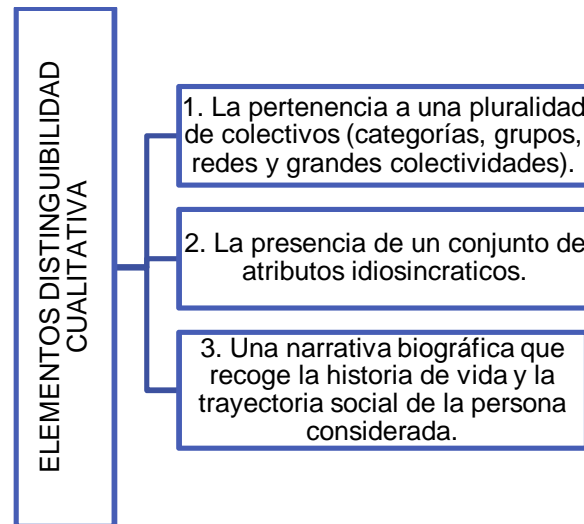 ELEMENTOS DISTINGUIBILIDAD
CUALITATIVA
1. La pertenencia a una pluralidad
de colectivos (categorías, grupos,
redes y grandes colectividades).
2. La presencia de un conjunto de
atributos idiosincraticos.
3. Una narrativa biográfica que
recoge la historia de vida y la
trayectoria social de la persona
considerada.